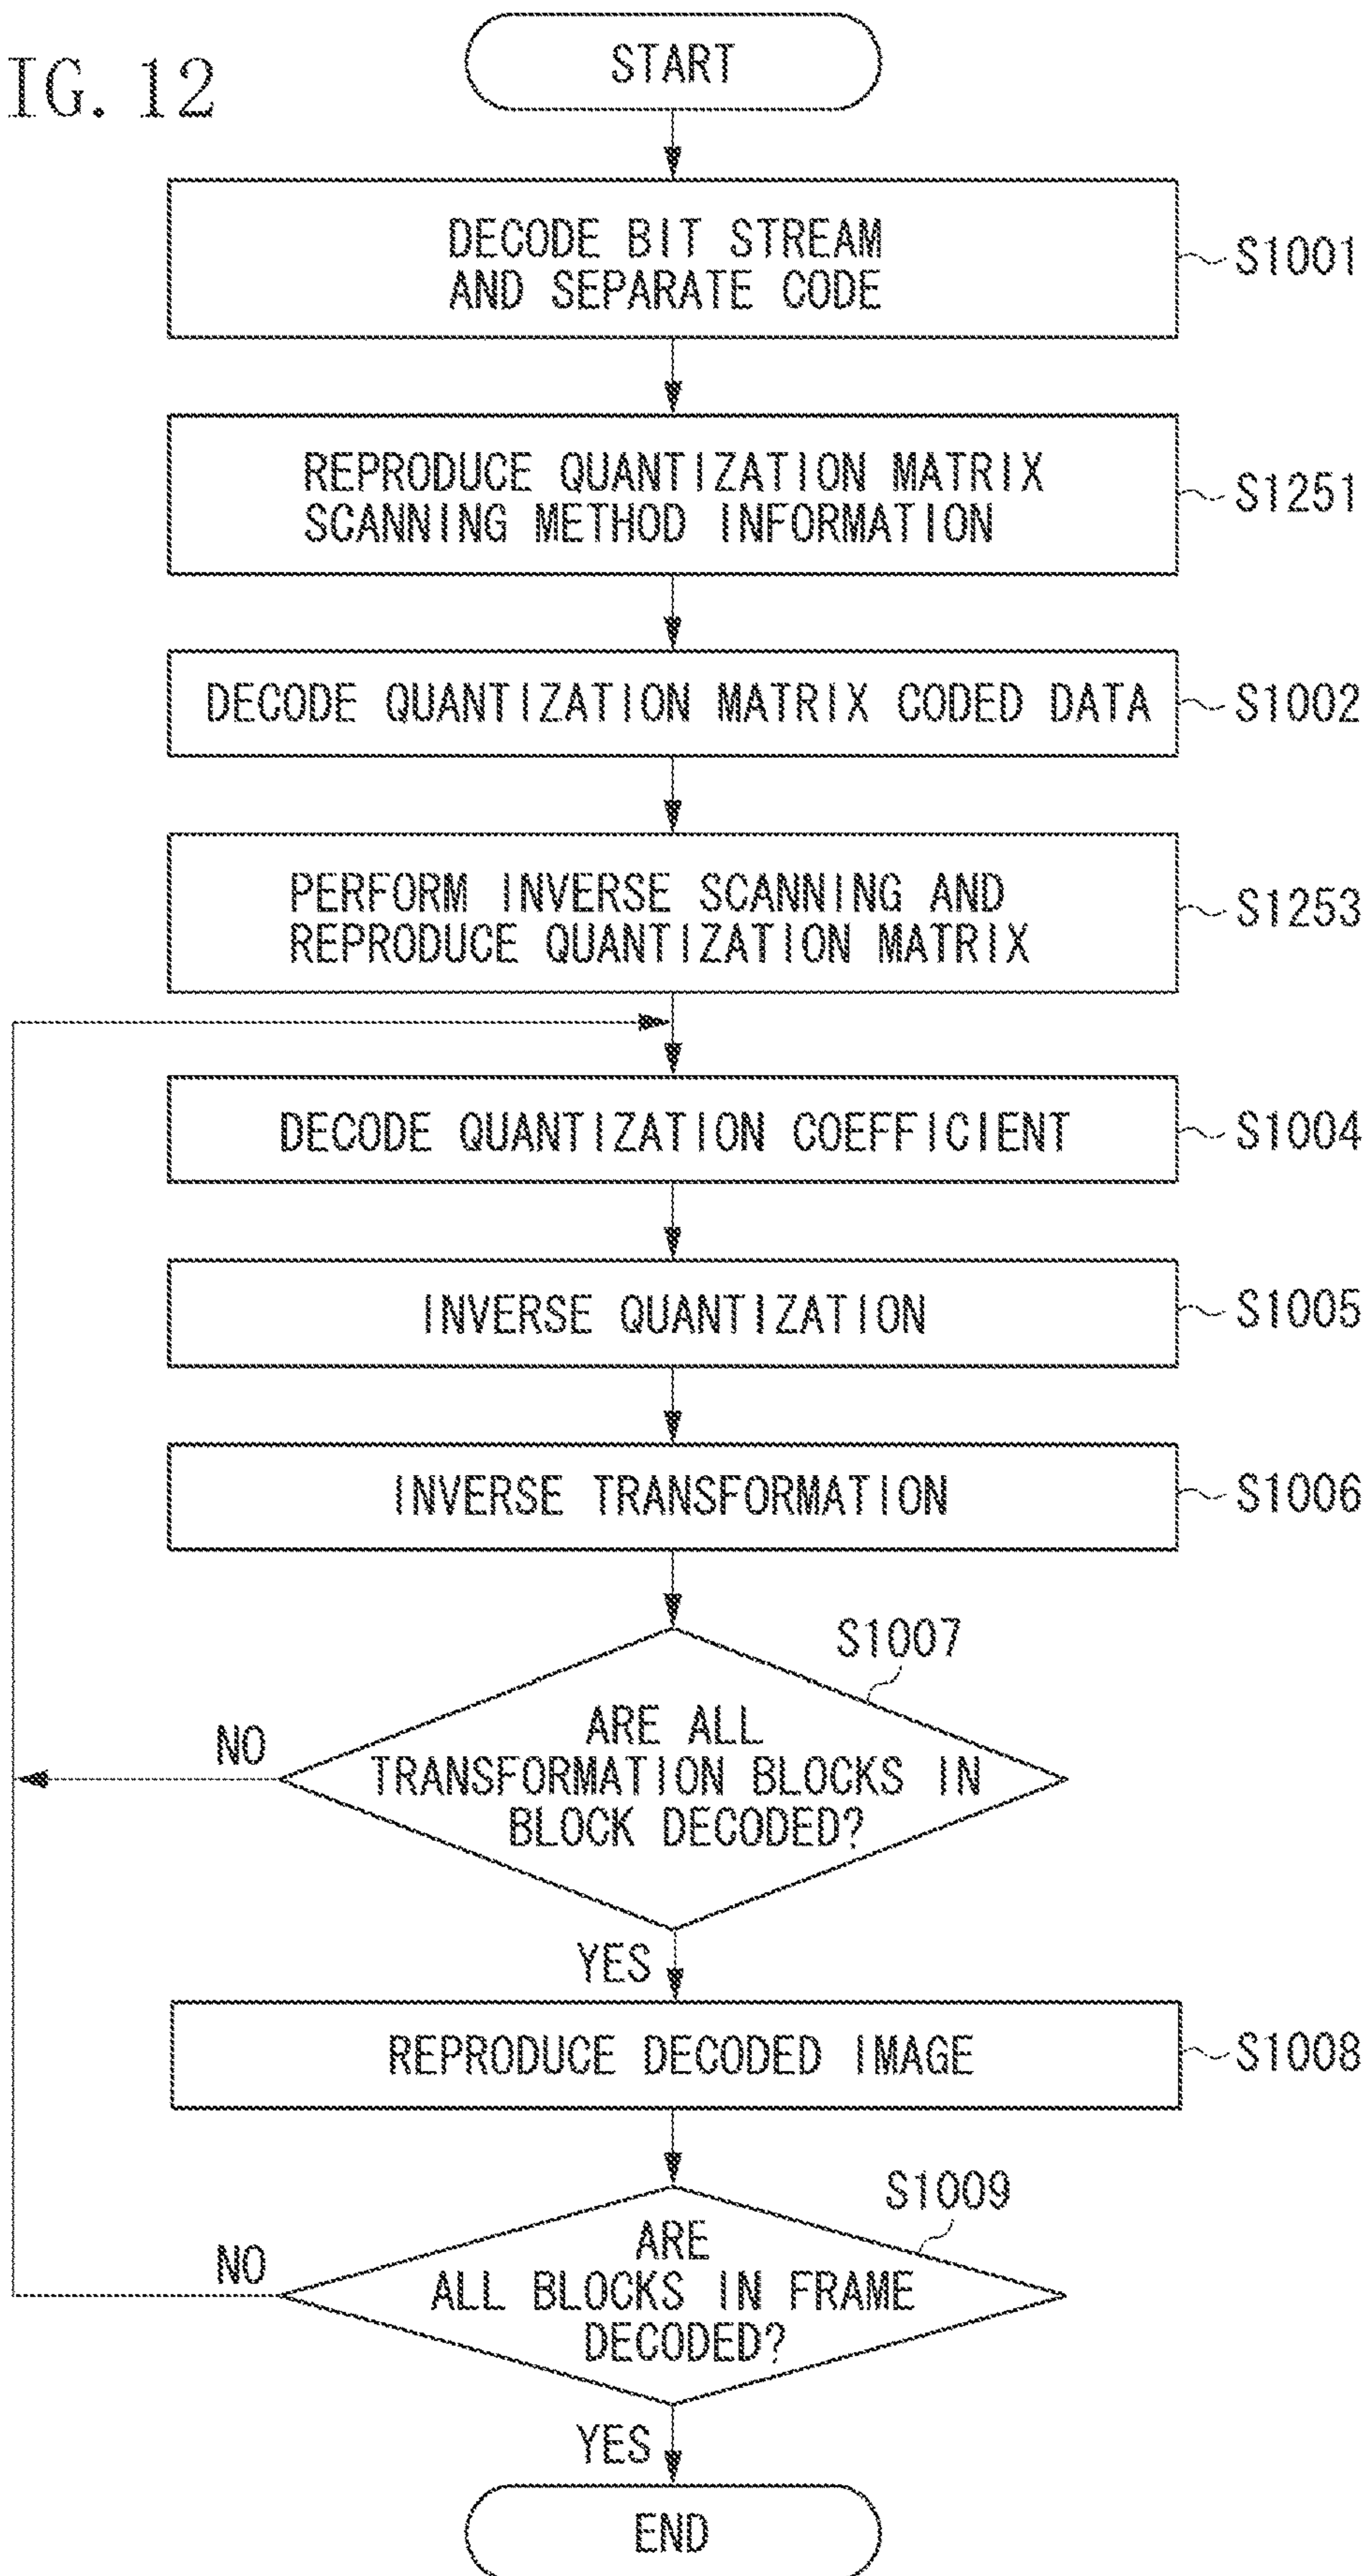 IG. 12
START
DECODE BIT STREAM
AND SEPARATE CODE
S1001
REPRODUCE QUANTIZATION MATRIX
SCANNING METHOD INFORMATION
S1251
DECODE QUANTIZATION MATRIX CODED DATA
S1002
PERFORM INVERSE SCANNING AND
REPRODUCE QUANTIZATION MATRIX
S1253
DECODE QUANTIZATION COEFFICIENT
S1004
INVERSE QUANTIZATION
S1005
INVERSE TRANSFORMATION
S1006
S1007
ARE ALL
TRANSFORMATION BLOCKS IN
BLOCK DECODED?
NO
YES
REPRODUCE DECODED IMAGE
S1008
S1009
ARE
ALL BLOCKS IN FRAME
DECODED?
NO
YES
END